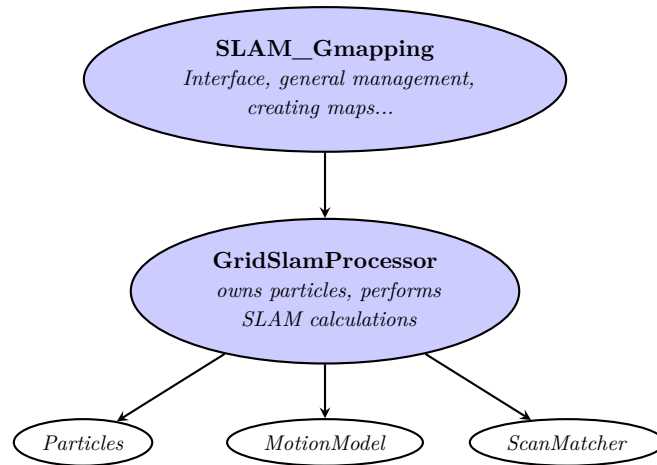 SLAM_Gmapping
Interface, general management,
creating maps...
GridSlamProcessor
owns particles, performs
SLAM calculations
Particles
MotionModel
ScanMatcher